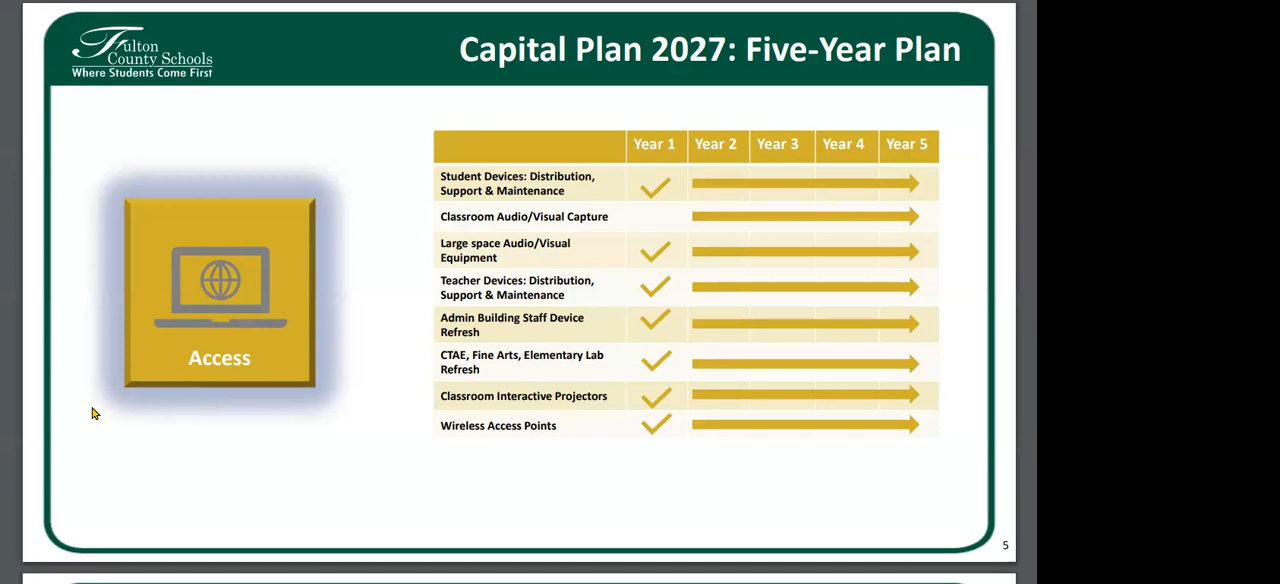 Fulton
County Schools
Where Students Come First
Capital Plan 2027: Five-Year Plan
Access
Year 1 Year 2 Year 3 Year 4 Year 5
Student Devices: Distribution,
Support & Maintenance
Classroom Audio/Visual Capture
Large space Audio/Visual
Equipment
Teacher Devices: Distribution,
Support & Maintenance
Admin Building Staff Device
Refresh
CTAE, Fine Arts, Elementary Lab
Refresh
Classroom Interactive Projectors
Wireless Access Points
5